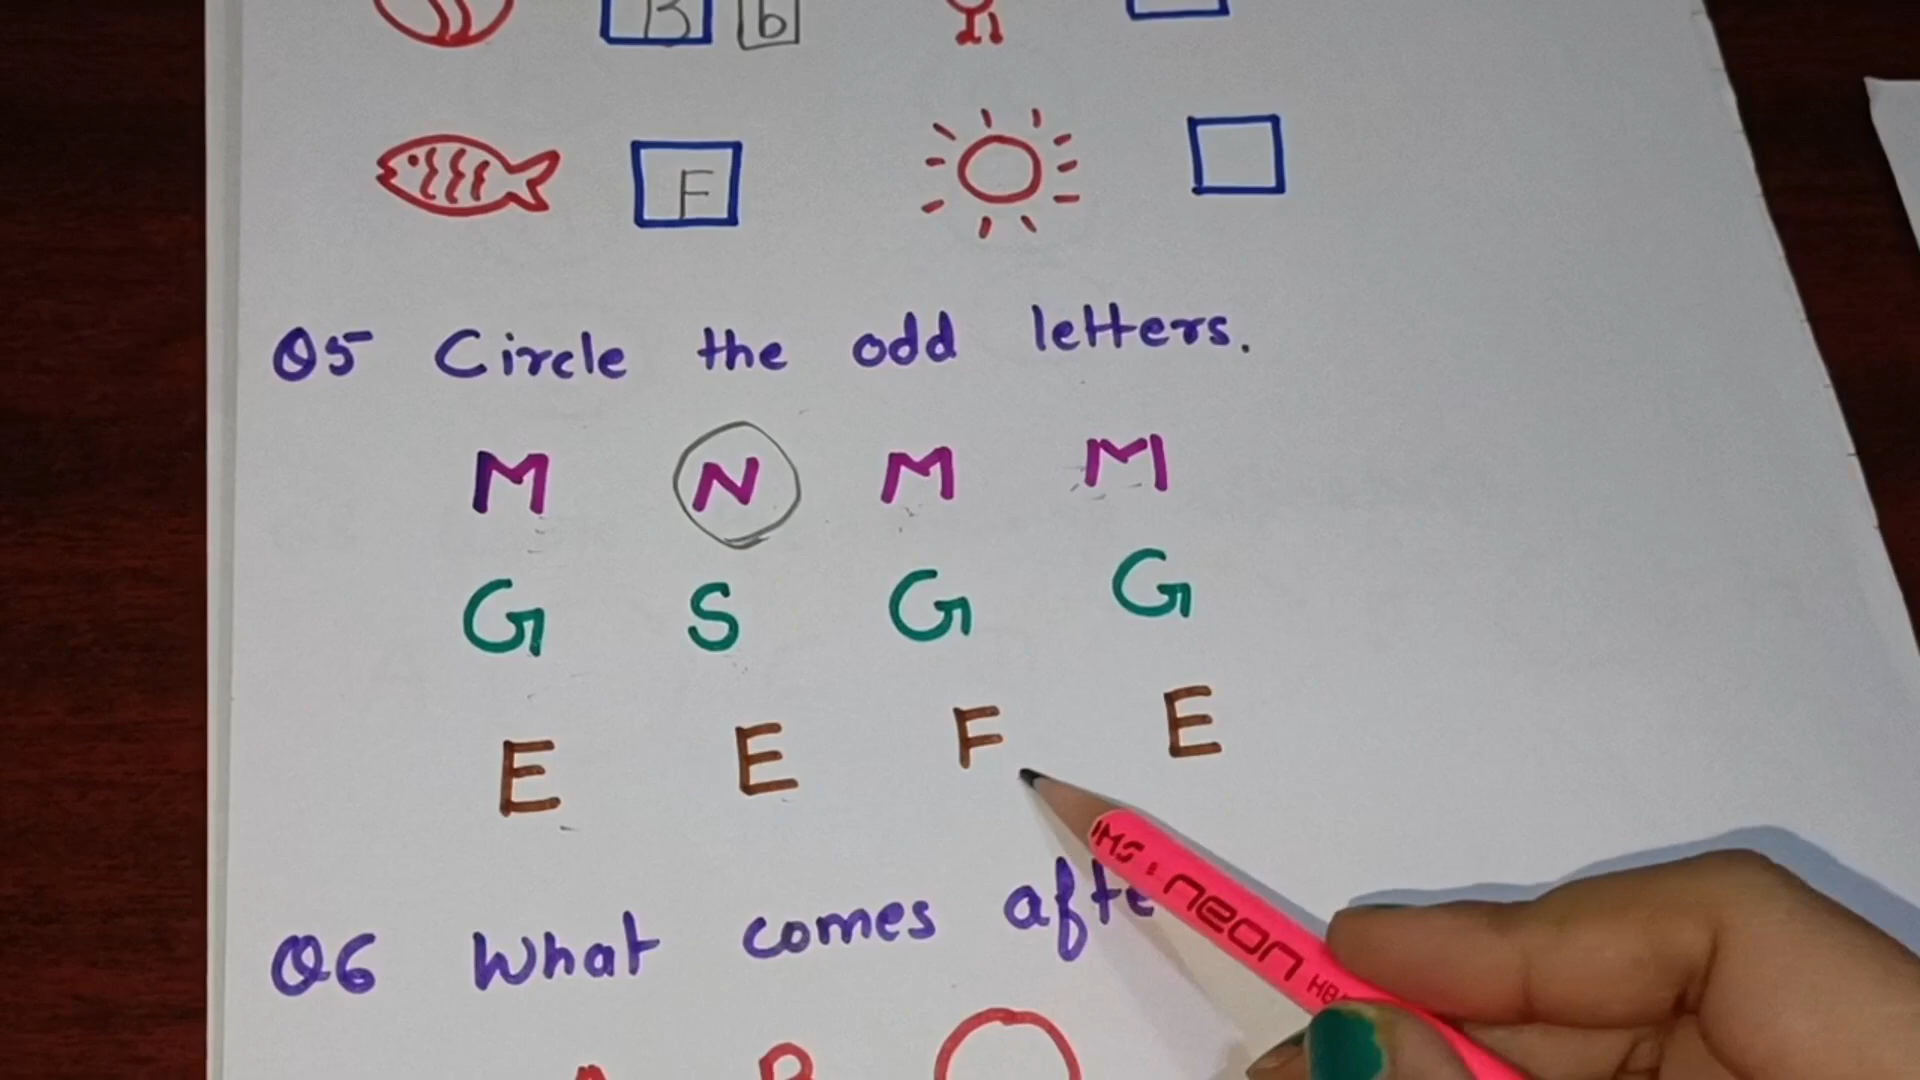 B b
F
Q5 Circle the odd letters.
M N M M
G S G G
E E F E
Q6 What comes afte
IMS: neon HB